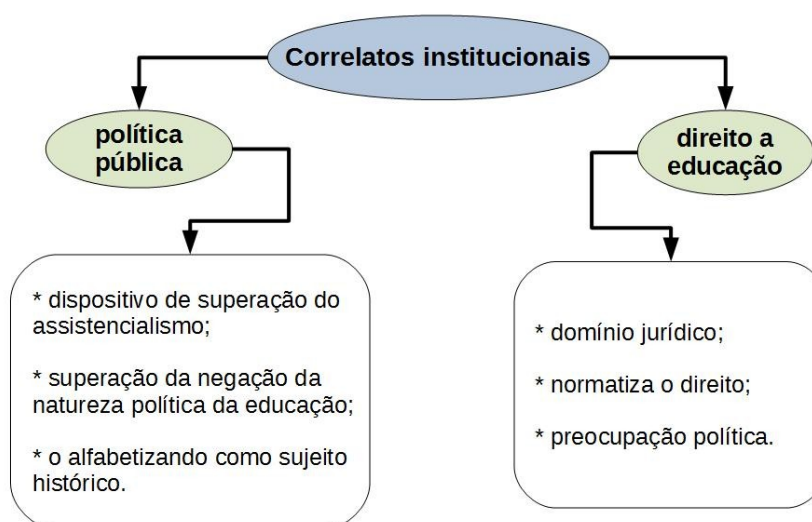 Correlatos institucionais
política
pública
direito a
educação
* dispositivo de superação do
assistencialismo;
* superação da negação da
natureza política da educação;
* o alfabetizando como sujeito
histórico.
* domínio jurídico;
* normatiza o direito;
* preocupação política.